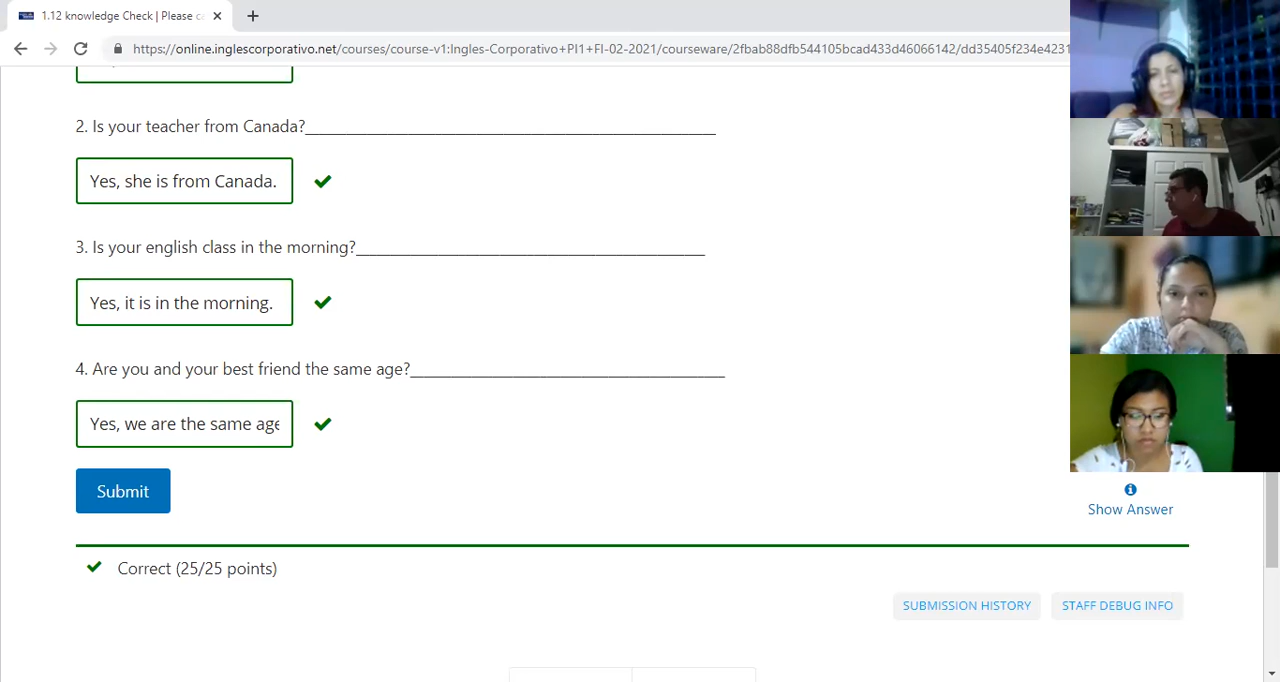 1.12 knowledge Check | Please ca
https://online.inglescorporativo.net/courses/course-v1:Ingles-Corporativo+PI1+FI-02-2021/courseware/2fbab88dfb544105bcad433d46066142/dd35405f234e4231
2. Is your teacher from Canada?
Yes, she is from Canada.
3. Is your english class in the morning?
Yes, it is in the morning.
4. Are you and your best friend the same age?
Yes, we are the same age
Submit
Show Answer
Correct (25/25 points)
SUBMISSION HISTORY
STAFF DEBUG INFO